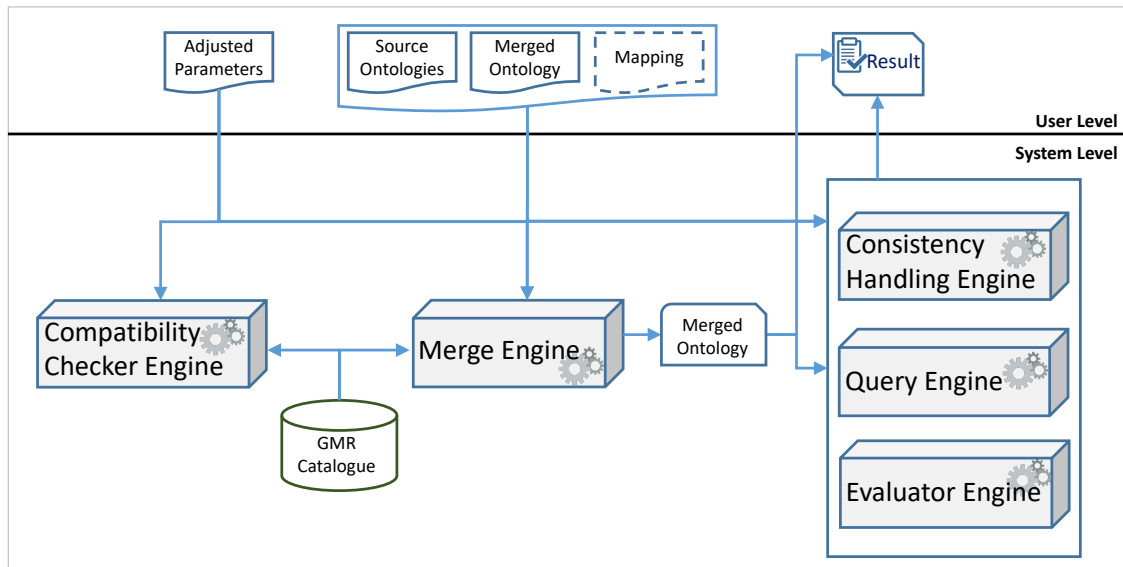 Adjusted
Parameters
Source
Ontologies
Merged
Ontology
Mapping
Result
User Level
System Level
Consistency
Handling Engine
Compatibility
Checker Engine
Merge Engine
Merged
Ontology
Query Engine
GMR
Catalogue
Evaluator Engine